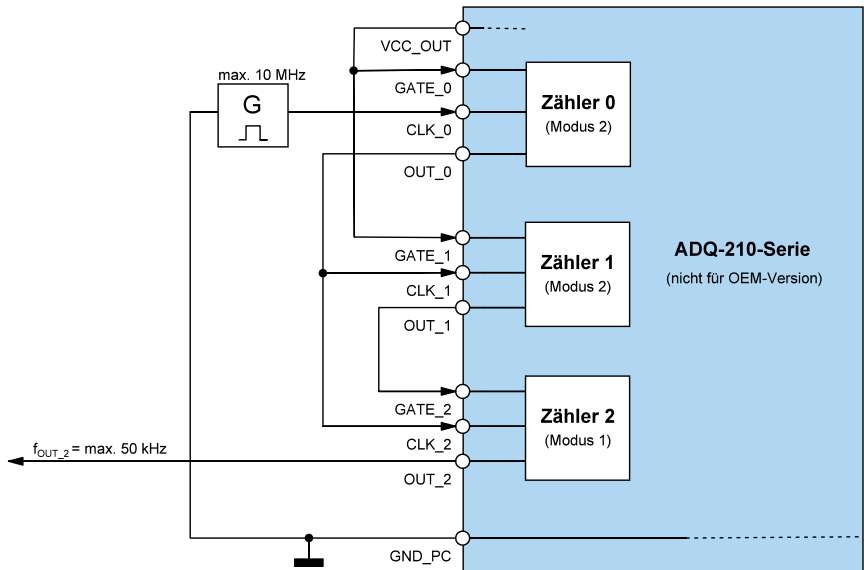 VCC_OUT
max. 10 MHz
GATE_0
G
CLK_0
OUT_0
Zähler 0
(Modus 2)
GATE_1
CLK_1
OUT_1
Zähler 1
(Modus 2)
ADQ-210-Serie
(nicht für OEM-Version)
GATE_2
CLK_2
OUT_2
Zähler 2
(Modus 1)
fOUT_2 = max. 50 kHz
GND_PC